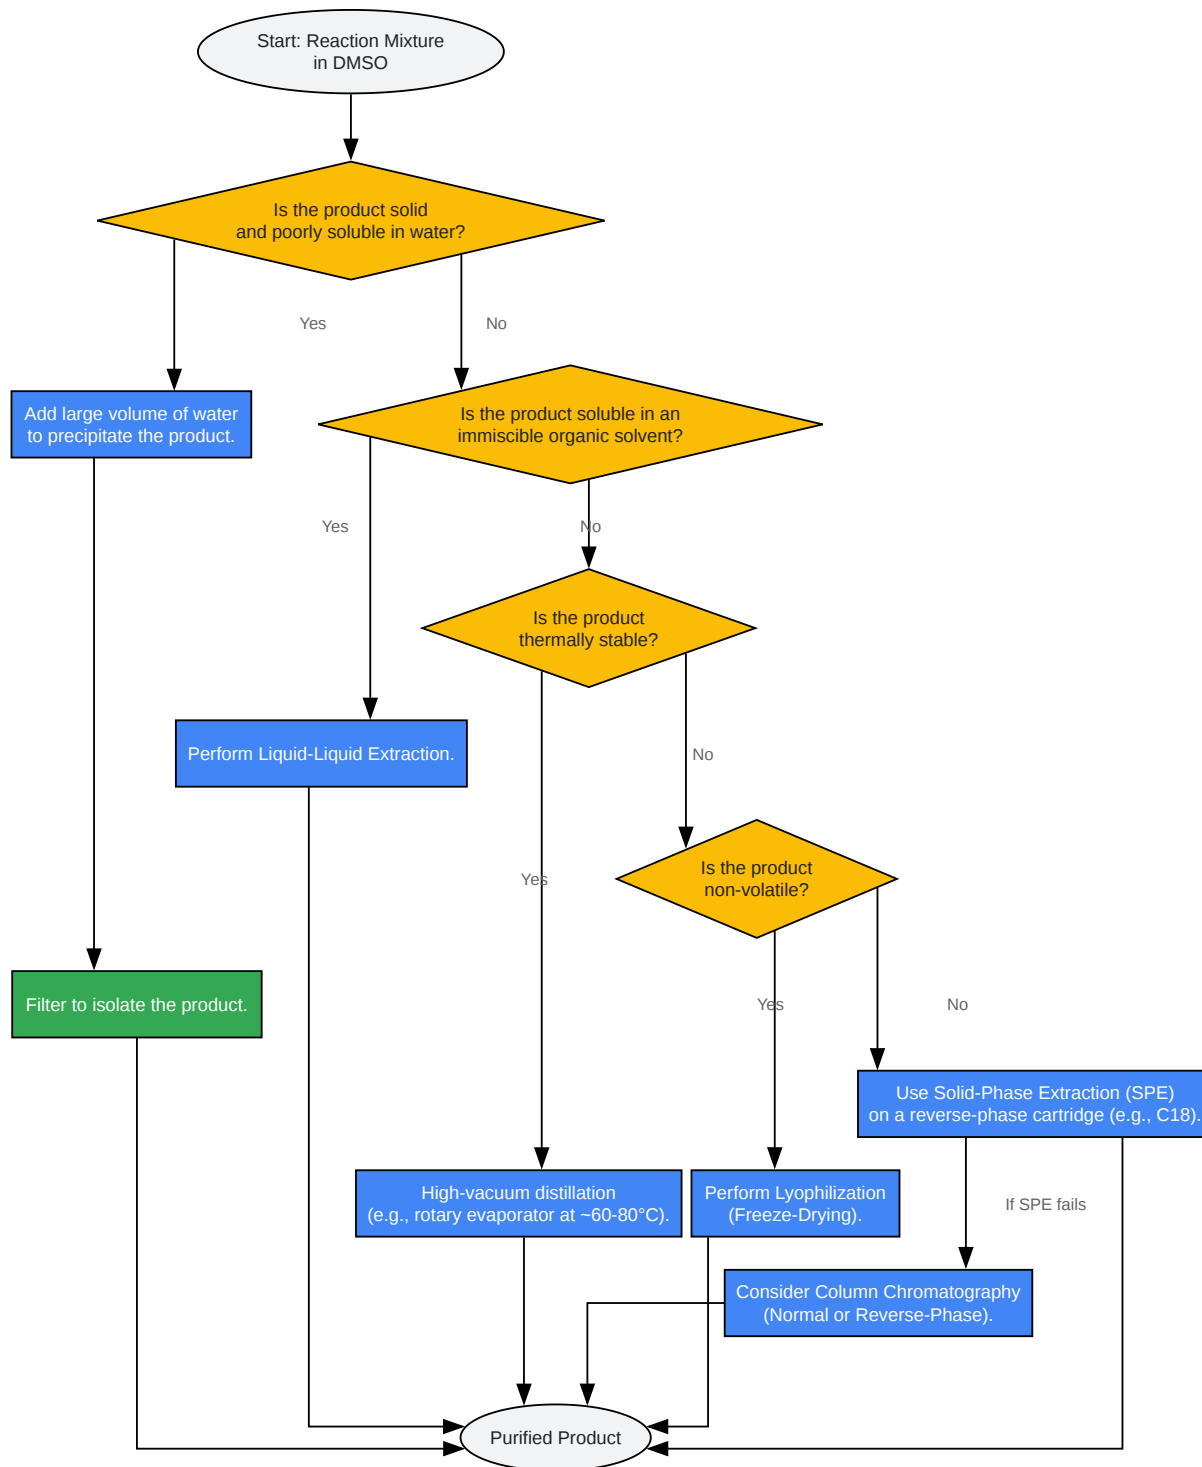 Start: Reaction Mixture
in DMSO
Is the product solid
and poorly soluble in water?
Yes
No
Add large volume of water
to precipitate the product.
Is the product soluble in an
immiscible organic solvent?
Yes
No
Is the product
thermally stable?
Perform Liquid-Liquid Extraction.
No
Is the product
non-volatile?
Yes
Filter to isolate the product.
Yes
No
Use Solid-Phase Extraction (SPE)
on a reverse-phase cartridge (e.g., C18).
High-vacuum distillation
(e.g., rotary evaporator at ~60-80°C).
Perform Lyophilization
(Freeze-Drying).
If SPE fails
Consider Column Chromatography
(Normal or Reverse-Phase).
Purified Product